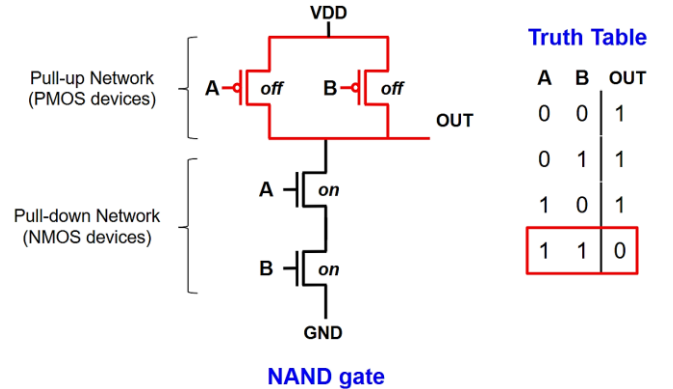 VDD
Pull-up Network
(PMOS devices)
A
off
B
off
OUT
Pull-down Network
(NMOS devices)
A
on
B
on
GND
NAND gate
Truth Table
A B OUT
0 0 1
0 1 1
1 0 1
1 1 0